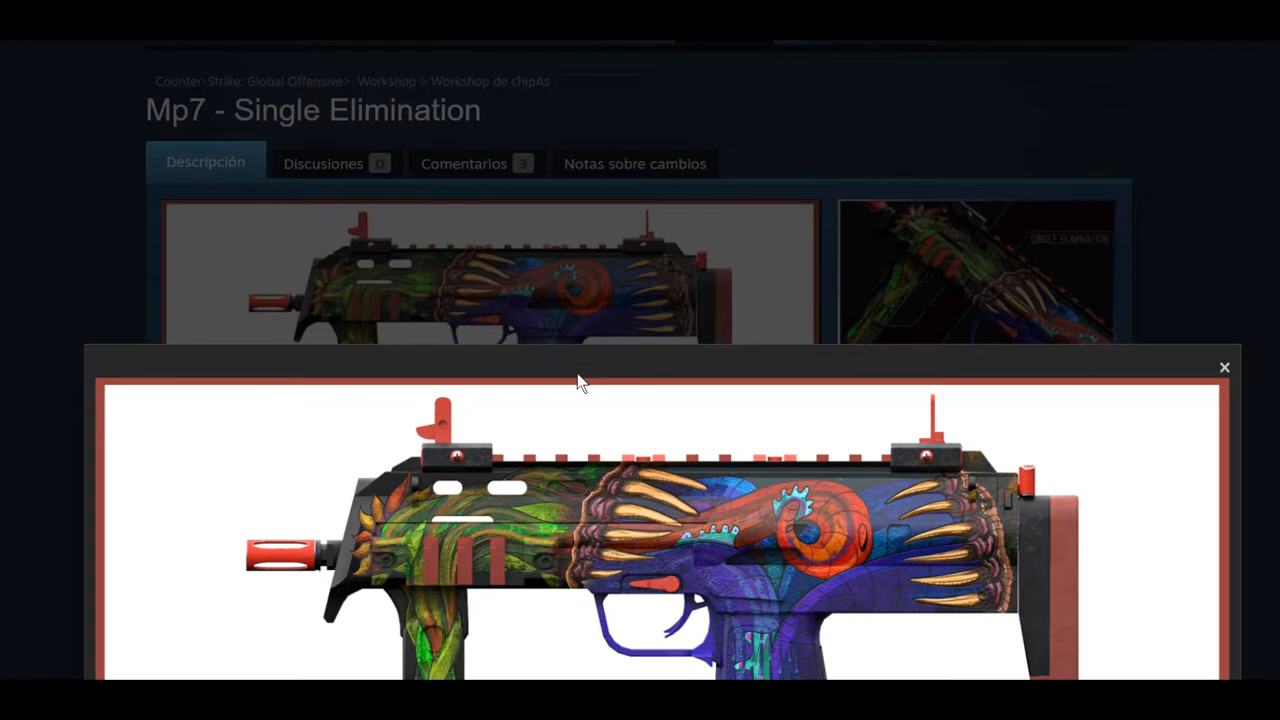 Counter-Strike: Global Offensive> Workshop > Workshop de chipAs
Mp7 - Single Elimination
Descripción Discusiones 0 Comentarios 3 Notas sobre cambios
SINGLE ELIMINATION
×